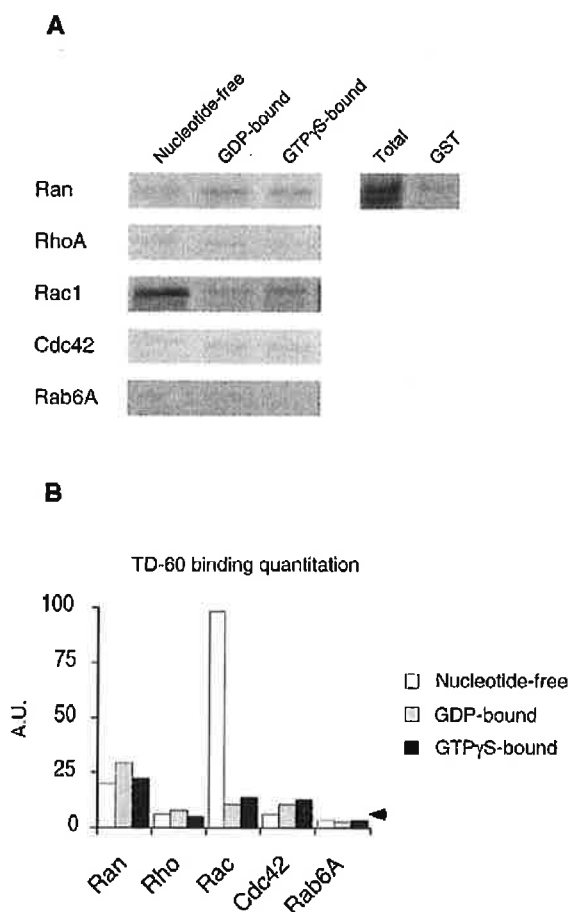 A
Nucleotide-free
GDP-bound
GTPγS-bound
Total
GST
Ran
RhoA
Rac1
Cdc42
Rab6A
B
TD-60 binding quantitation
100
75
50
25
0
A.U.
Nucleotide-free
GDP-bound
GTPγS-bound
Ran
Rho
Rac
Cdc42
Rab6A